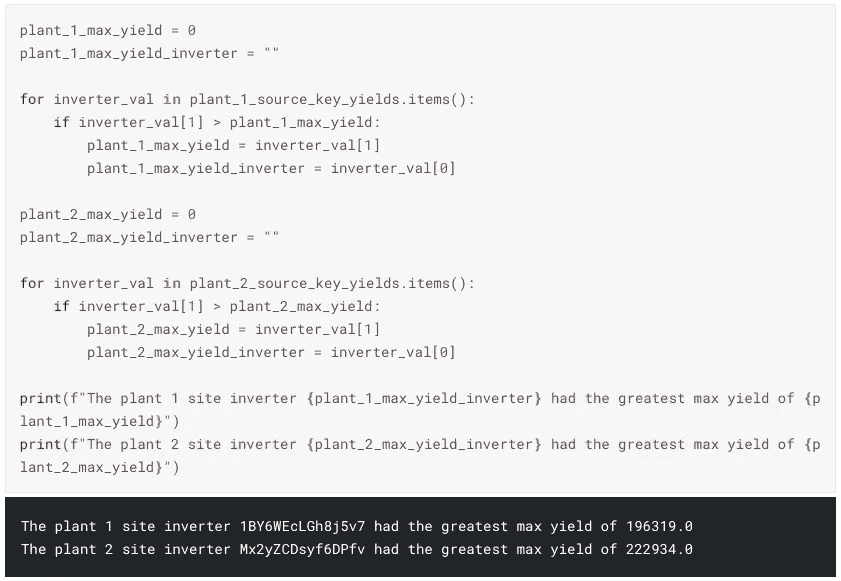 plant_1_max_yield = 0
plant_1_max_yield_inverter = ""
for inverter_val in plant_1_source_key_yields.items():
    if inverter_val[1] > plant_1_max_yield:
        plant_1_max_yield = inverter_val[1]
        plant_1_max_yield_inverter = inverter_val[0]
plant_2_max_yield = 0
plant_2_max_yield_inverter = ""
for inverter_val in plant_2_source_key_yields.items():
    if inverter_val[1] > plant_2_max_yield:
        plant_2_max_yield = inverter_val[1]
        plant_2_max_yield_inverter = inverter_val[0]
print(f"The plant 1 site inverter {plant_1_max_yield_inverter} had the greatest max yield of {p
lant_1_max_yield}")
print(f"The plant 2 site inverter {plant_2_max_yield_inverter} had the greatest max yield of {p
lant_2_max_yield}")
The plant 1 site inverter 1BY6WEcLGh8j5v7 had the greatest max yield of 196319.0
The plant 2 site inverter Mx2yZCDsyf6DPfv had the greatest max yield of 222934.0